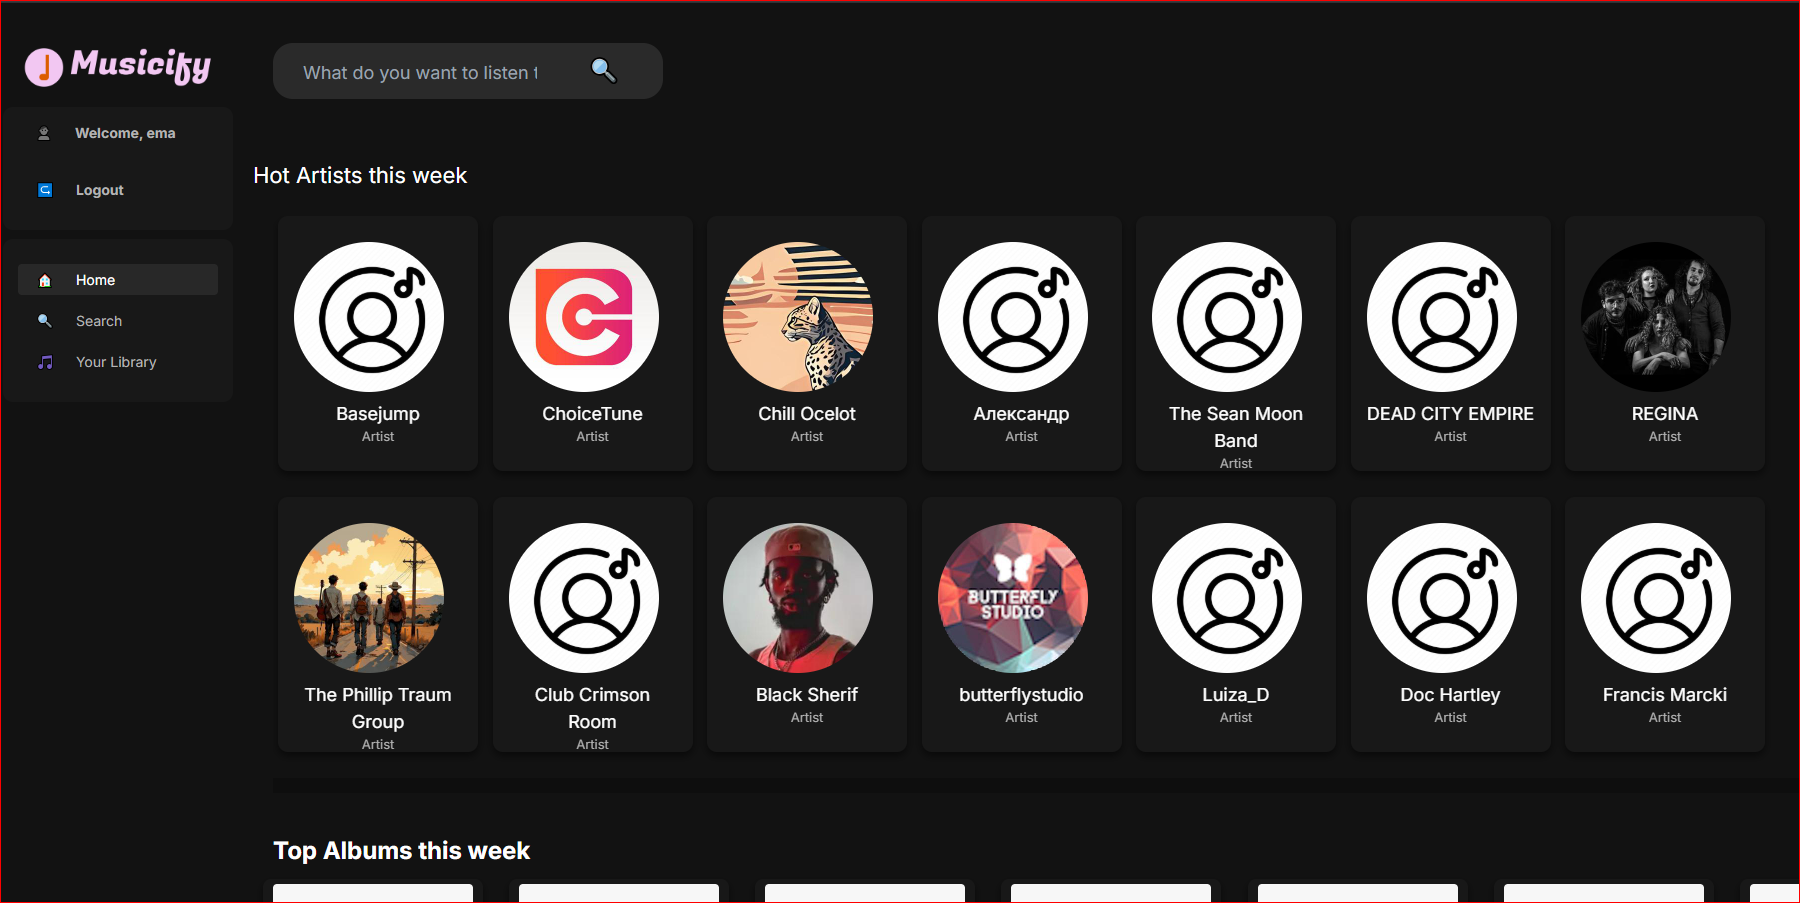 Musicify
What do you want to listen t
Welcome, ema
Logout
Home
Search
Your Library
Hot Artists this week
Basejump
Artist
ChoiceTune
Artist
Chill Ocelot
Artist
Александр
Artist
The Sean Moon
Band
Artist
DEAD CITY EMPIRE
Artist
REGINA
Artist
The Phillip Traum
Group
Artist
Club Crimson
Room
Artist
Black Sherif
Artist
BUTTERFLY
STUDIO
butterflystudio
Artist
Luiza_D
Artist
Doc Hartley
Artist
Francis Marcki
Artist
Top Albums this week